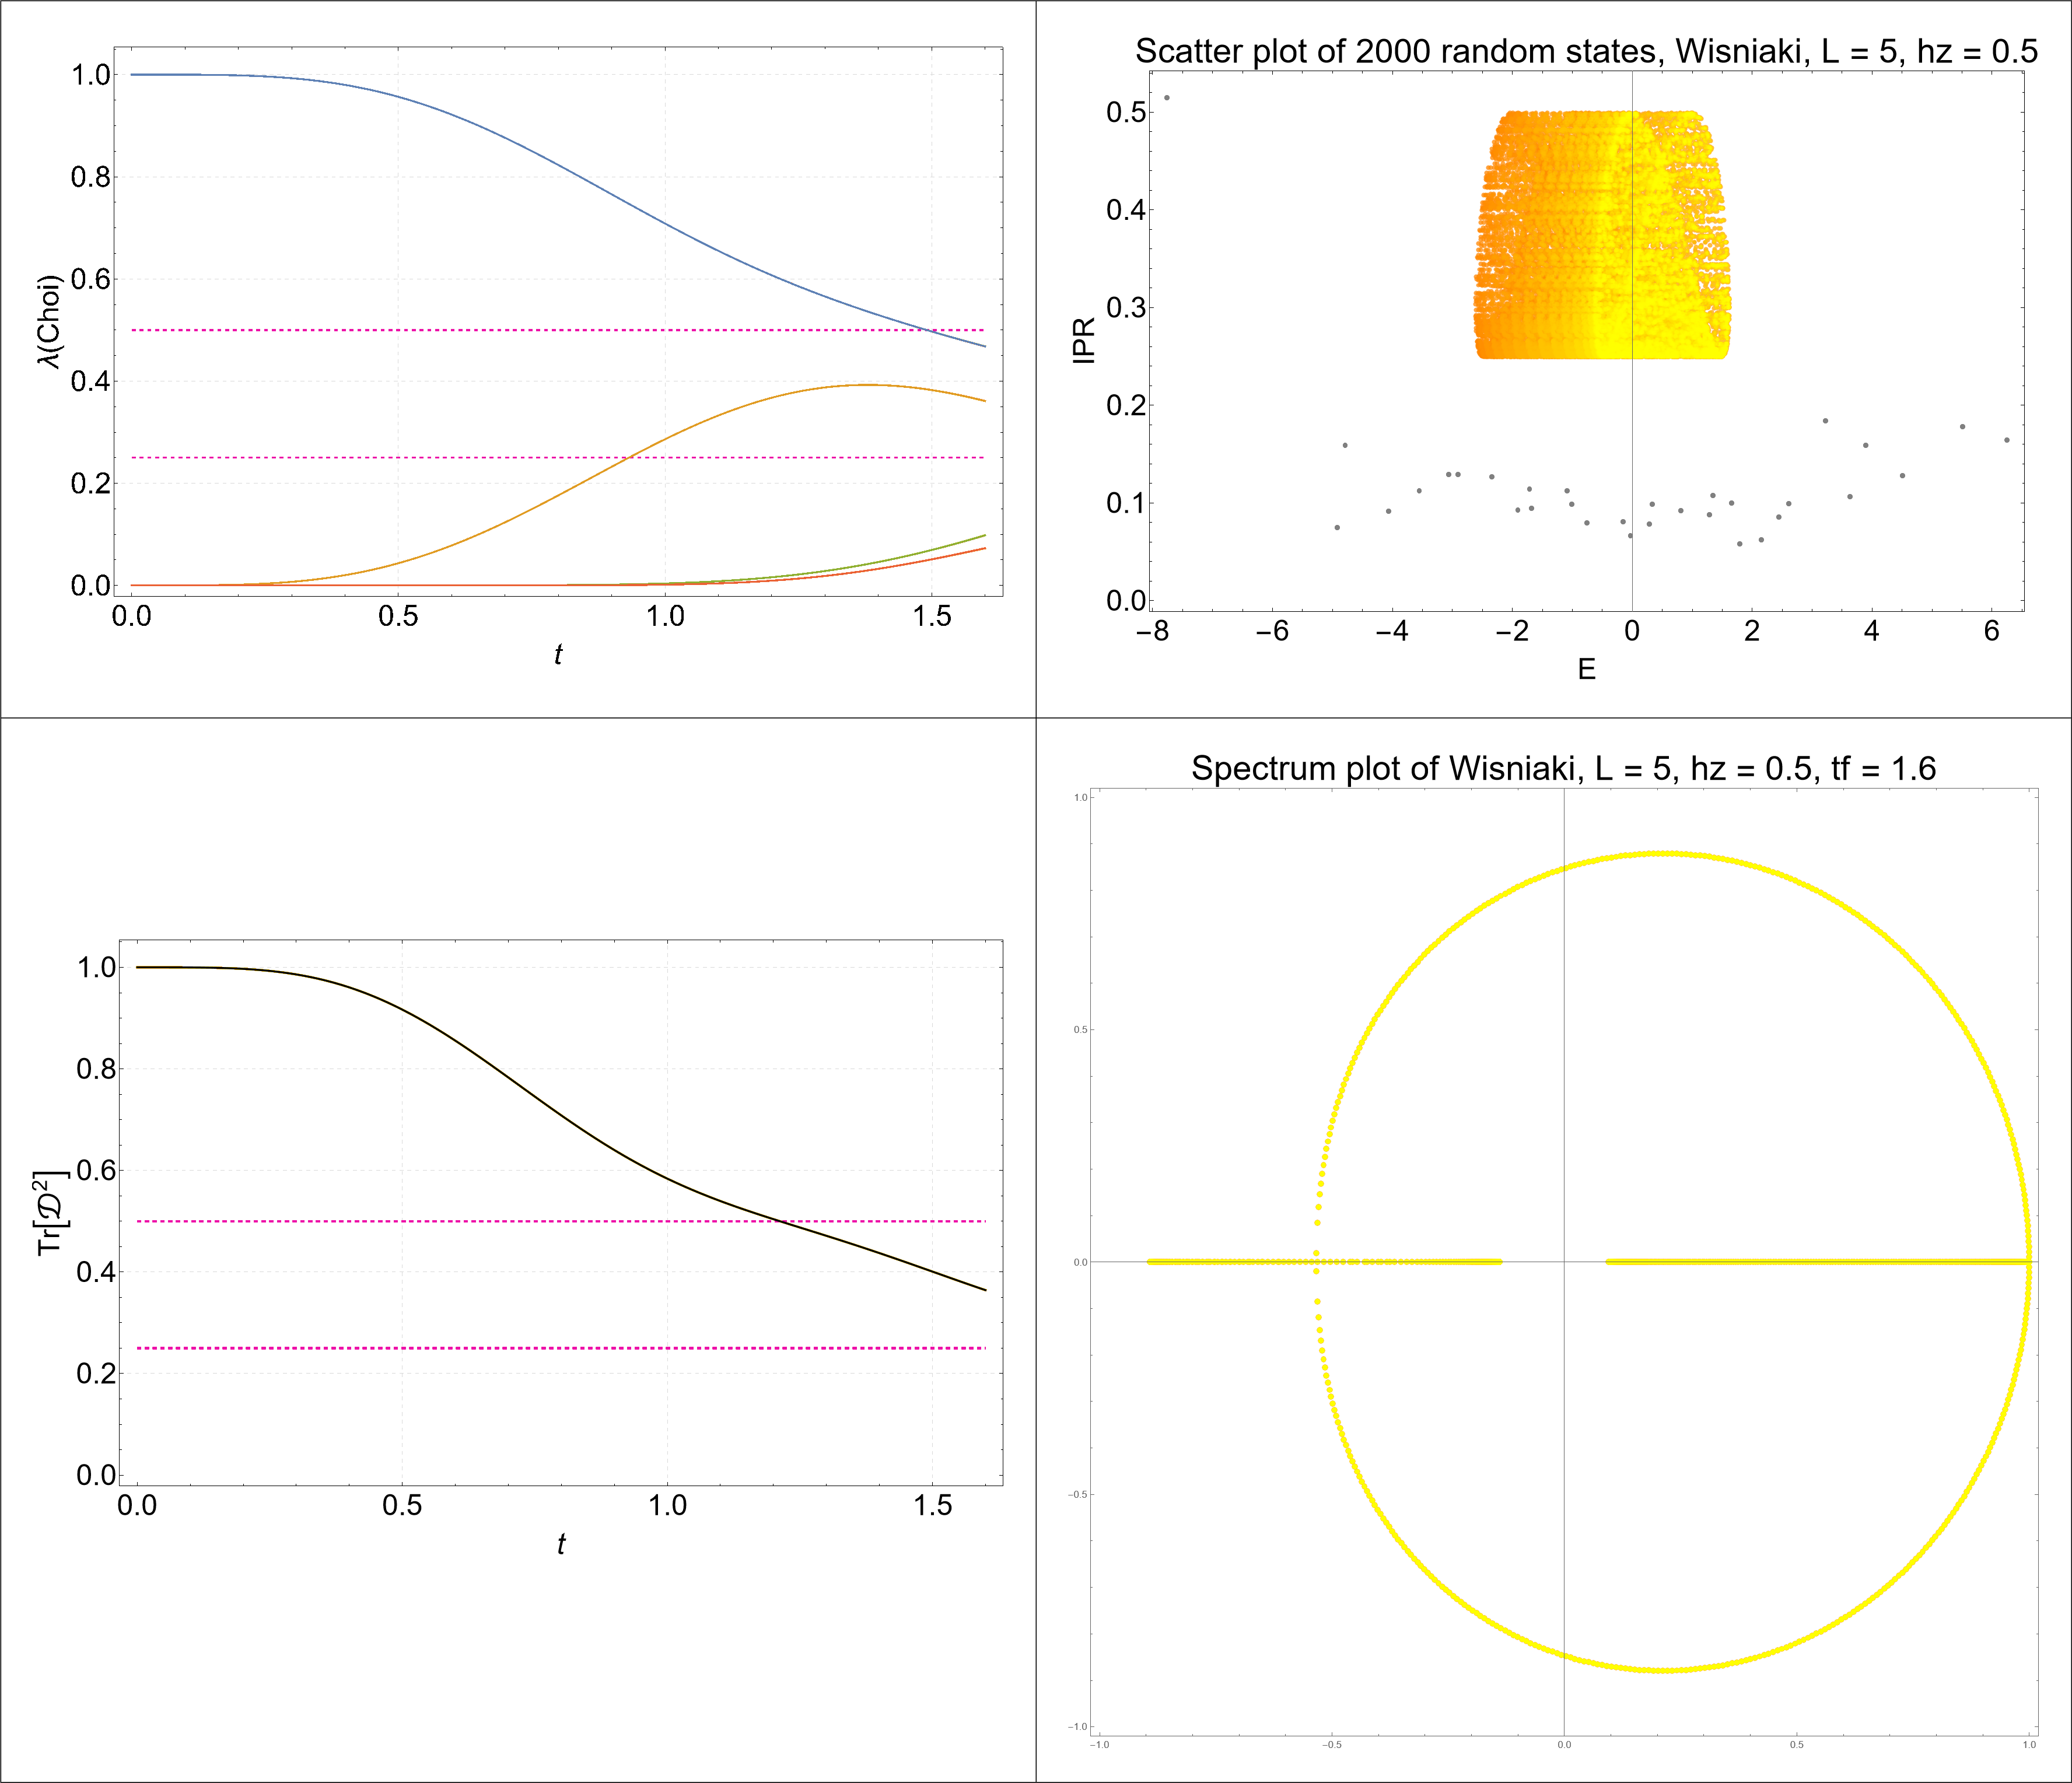 1.0
0.8
0.6
0.4
0.2
0.0
λ(Choi)
0.0 0.5 1.0 1.5
t
Scatter plot of 2000 random states, Wisniaki, L = 5, hz = 0.5
0.5
0.4
0.3
0.2
0.1
0.0
IPR
−8 −6 −4 −2 0 2 4 6
E
1.0
0.8
0.6
0.4
0.2
0.0
Tr[𝒟²]
0.0 0.5 1.0 1.5
t
Spectrum plot of Wisniaki, L = 5, hz = 0.5, tf = 1.6
1.0
0.5
0.0
−0.5
−1.0
−1.0 −0.5 0.0 0.5 1.0